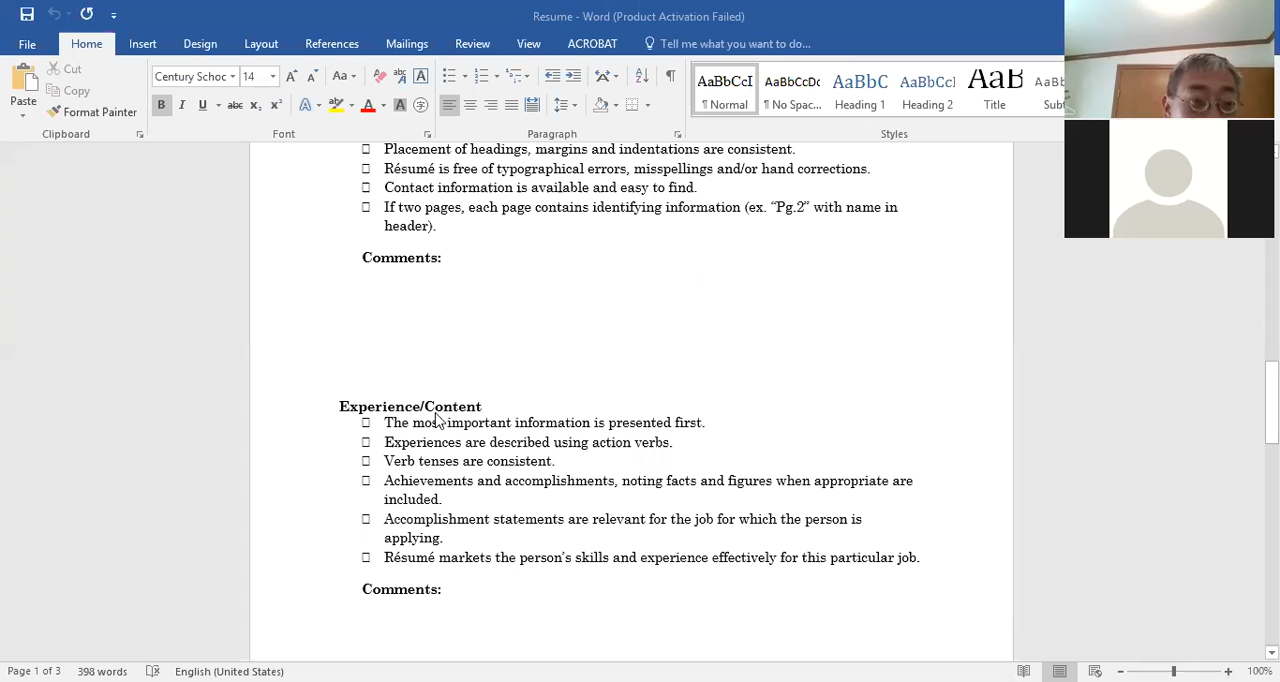 Resume - Word (Product Activation Failed)
File Home Insert Design Layout References Mailings Review View ACROBAT Tell me what you want to do...
Cut
Copy
Format Painter
Paste
Century Schoc 14 Aa
B I U abc x₂ x² A A A 字
AaBbCcI AaBbCcDc AaBbC AaBbCcI AaB AaBb
¶ Normal ¶ No Spac... Heading 1 Heading 2 Title Subt
Clipboard Font Paragraph Styles
Placement of headings, margins and indentations are consistent.
Résumé is free of typographical errors, misspellings and/or hand corrections.
Contact information is available and easy to find.
If two pages, each page contains identifying information (ex. “Pg.2” with name in
header).
Comments:
Experience/Content
The most important information is presented first.
Experiences are described using action verbs.
Verb tenses are consistent.
Achievements and accomplishments, noting facts and figures when appropriate are
included.
Accomplishment statements are relevant for the job for which the person is
applying.
Résumé markets the person’s skills and experience effectively for this particular job.
Comments:
Page 1 of 3 398 words English (United States) 100%